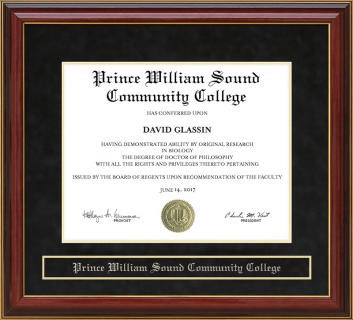 Prince William Sound
Community College
HAS CONFERRED UPON
DAVID GLASSIN
HAVING DEMONSTRATED ABILITY BY ORIGINAL RESEARCH
IN BIOLOGY
THE DEGREE OF DOCTOR OF PHILOSOPHY
WITH ALL THE RIGHTS AND PRIVILEGES THERETO PERTAINING
ISSUED BY THE BOARD OF REGENTS UPON RECOMMENDATION OF THE FACULTY
JUNE 14, 2017
PROVOST
PRESIDENT
Prince William Sound Community College